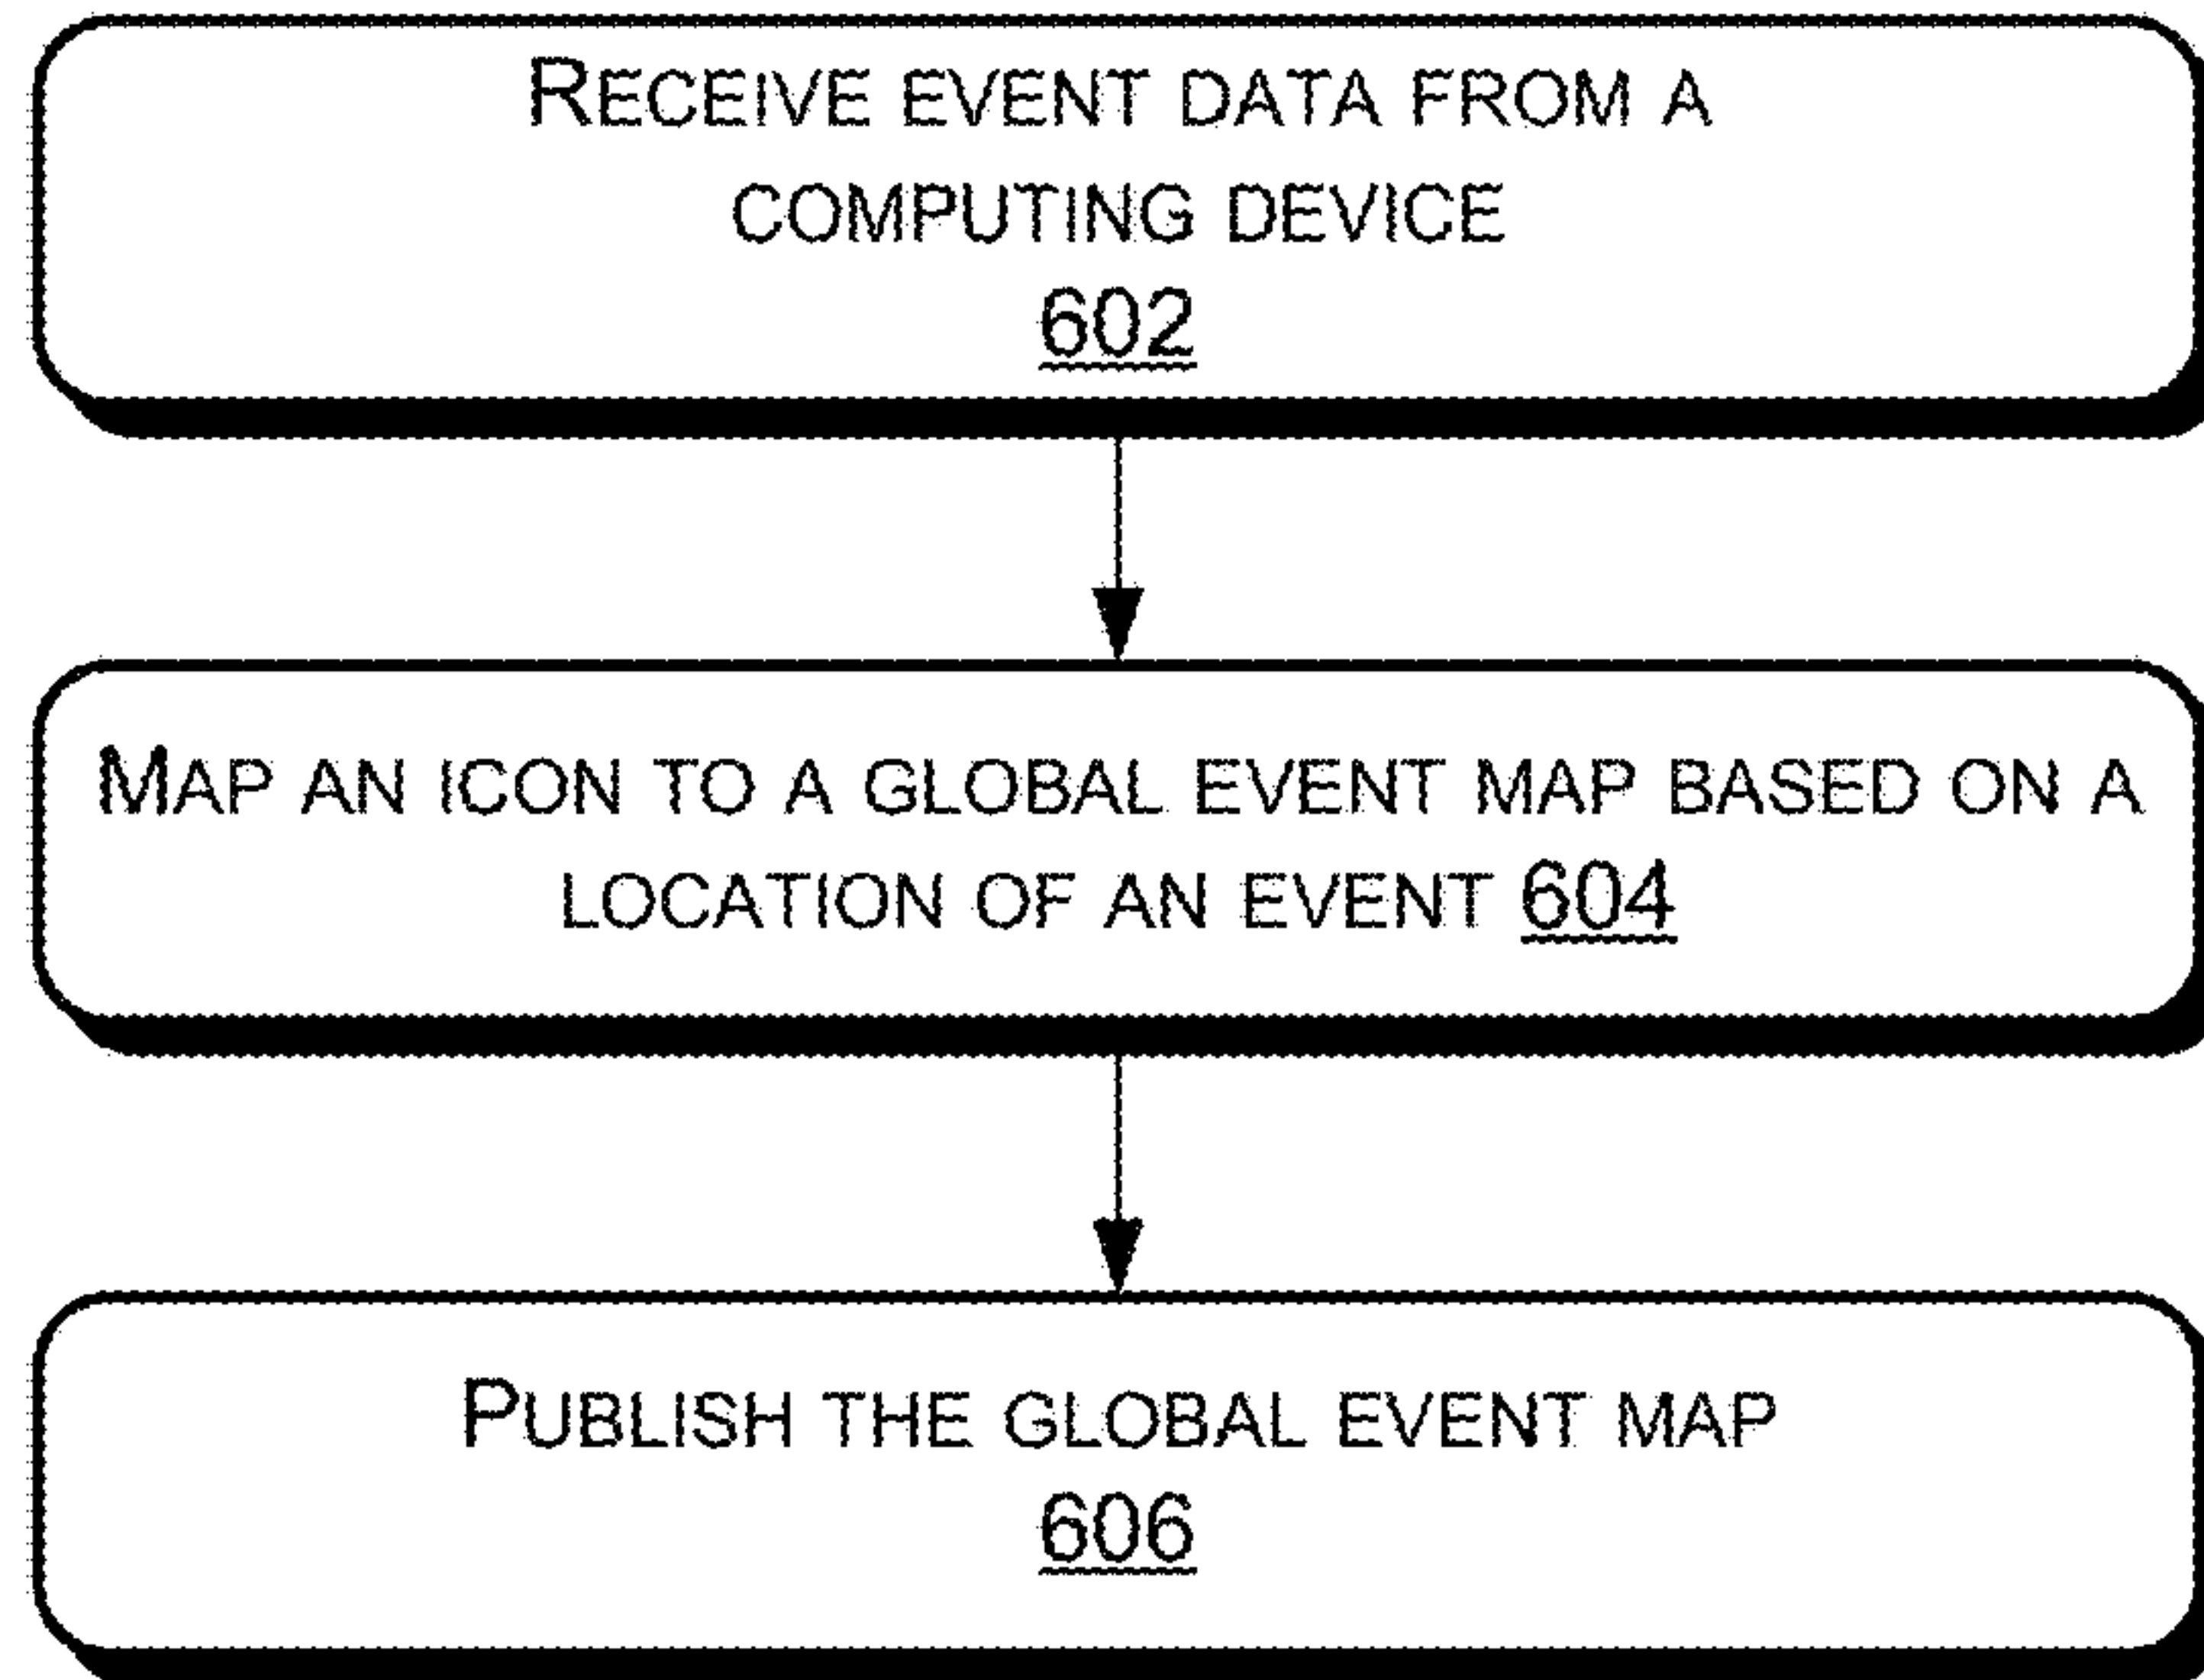 RECEIVE EVENT DATA FROM A
COMPUTING DEVICE
602
MAP AN ICON TO A GLOBAL EVENT MAP BASED ON A
LOCATION OF AN EVENT 604
PUBLISH THE GLOBAL EVENT MAP
606